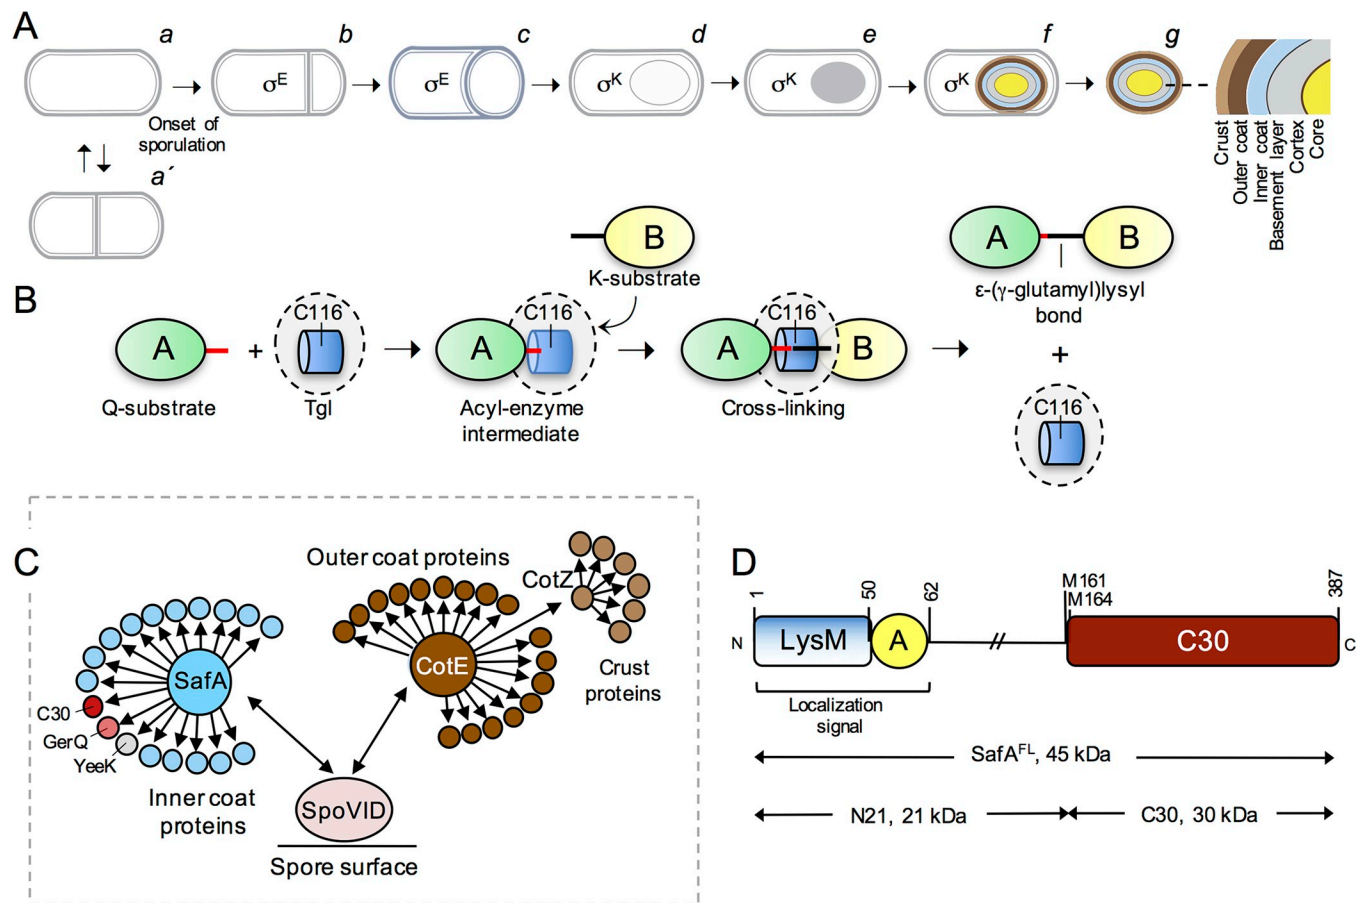 A
a
b
c
d
e
f
g
σE
σE
σK
σK
σK
Onset of
sporulation
a´
Crust
Outer coat
Inner coat
Basement layer
Cortex
Core
B
A
Q-substrate
+
C116
Tgl
A
C116
Acyl-enzyme
intermediate
B
K-substrate
A
C116
B
Cross-linking
A
B
ε-(γ-glutamyl)lysyl
bond
+
C116
C
Outer coat proteins
CotZ
Crust
proteins
CotE
SafA
C30
GerQ
YeeK
Inner coat
proteins
SpoVID
Spore surface
D
1
50
62
M161
M164
387
N
LysM
A
//
C30
C
Localization
signal
SafAFL, 45 kDa
N21, 21 kDa
C30, 30 kDa